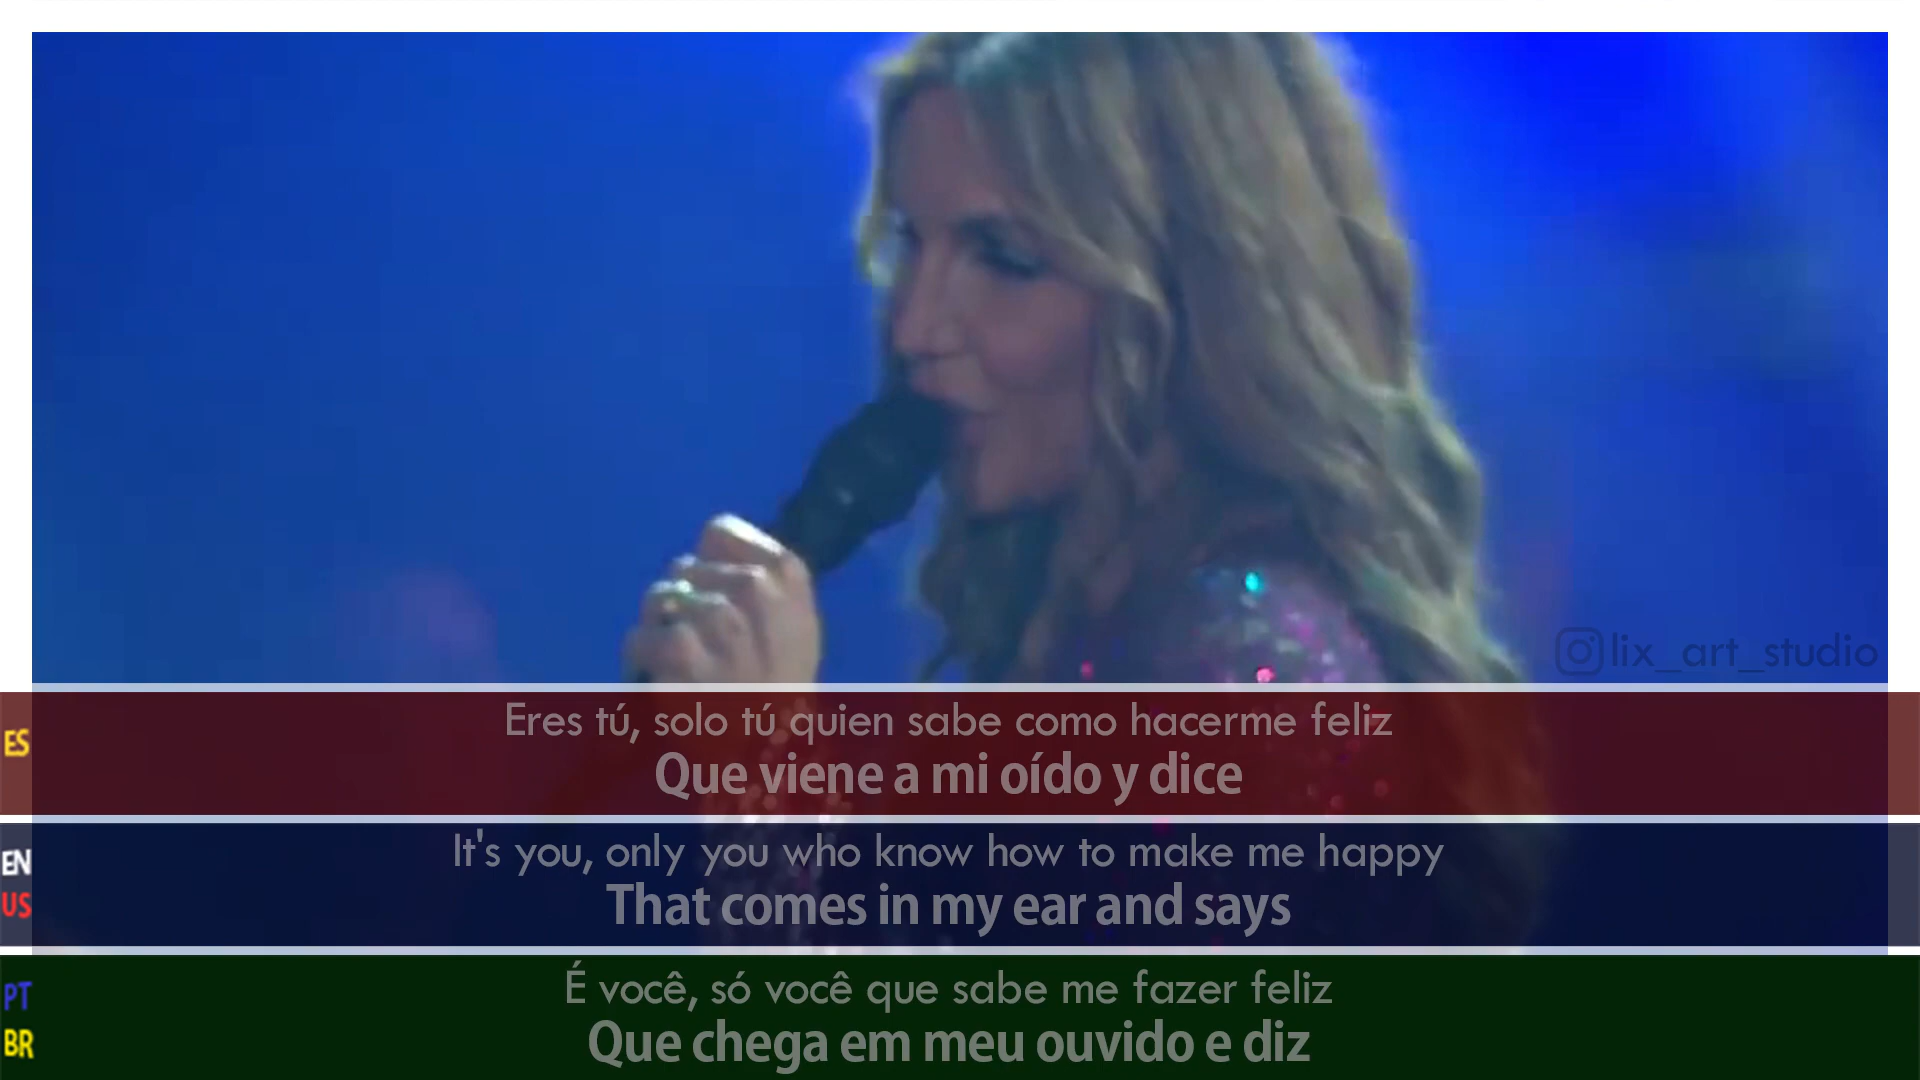 lix_art_studio
ES
Eres tú, solo tú quien sabe como hacerme feliz
Que viene a mi oído y dice
EN
US
It's you, only you who know how to make me happy
That comes in my ear and says
PT
BR
É você, só você que sabe me fazer feliz
Que chega em meu ouvido e diz